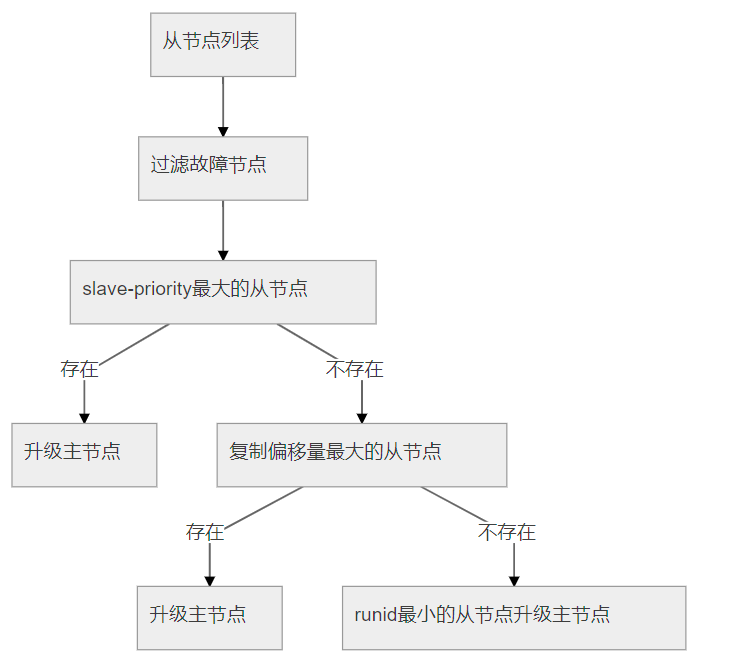 从节点列表
过滤故障节点
slave-priority最大的从节点
存在
不存在
升级主节点
复制偏移量最大的从节点
存在
不存在
升级主节点
runid最小的从节点升级主节点